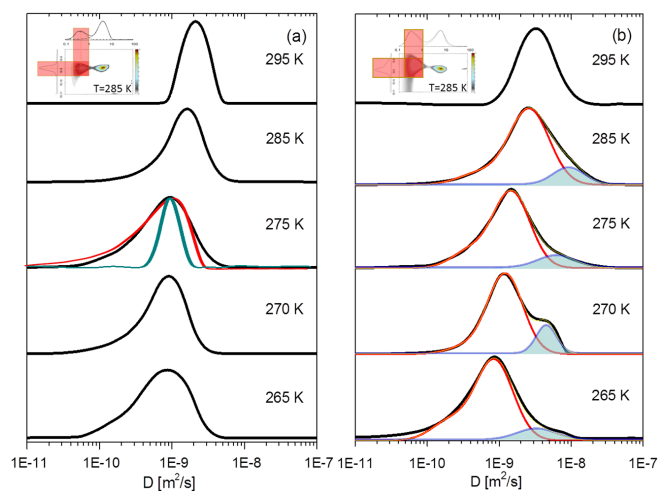 (a)
T=285 K
295 K
285 K
275 K
270 K
265 K
1E-11 1E-10 1E-9 1E-8 1E-7
D [m²/s]
(b)
T=285 K
295 K
285 K
275 K
270 K
265 K
1E-11 1E-10 1E-9 1E-8 1E-7
D [m²/s]